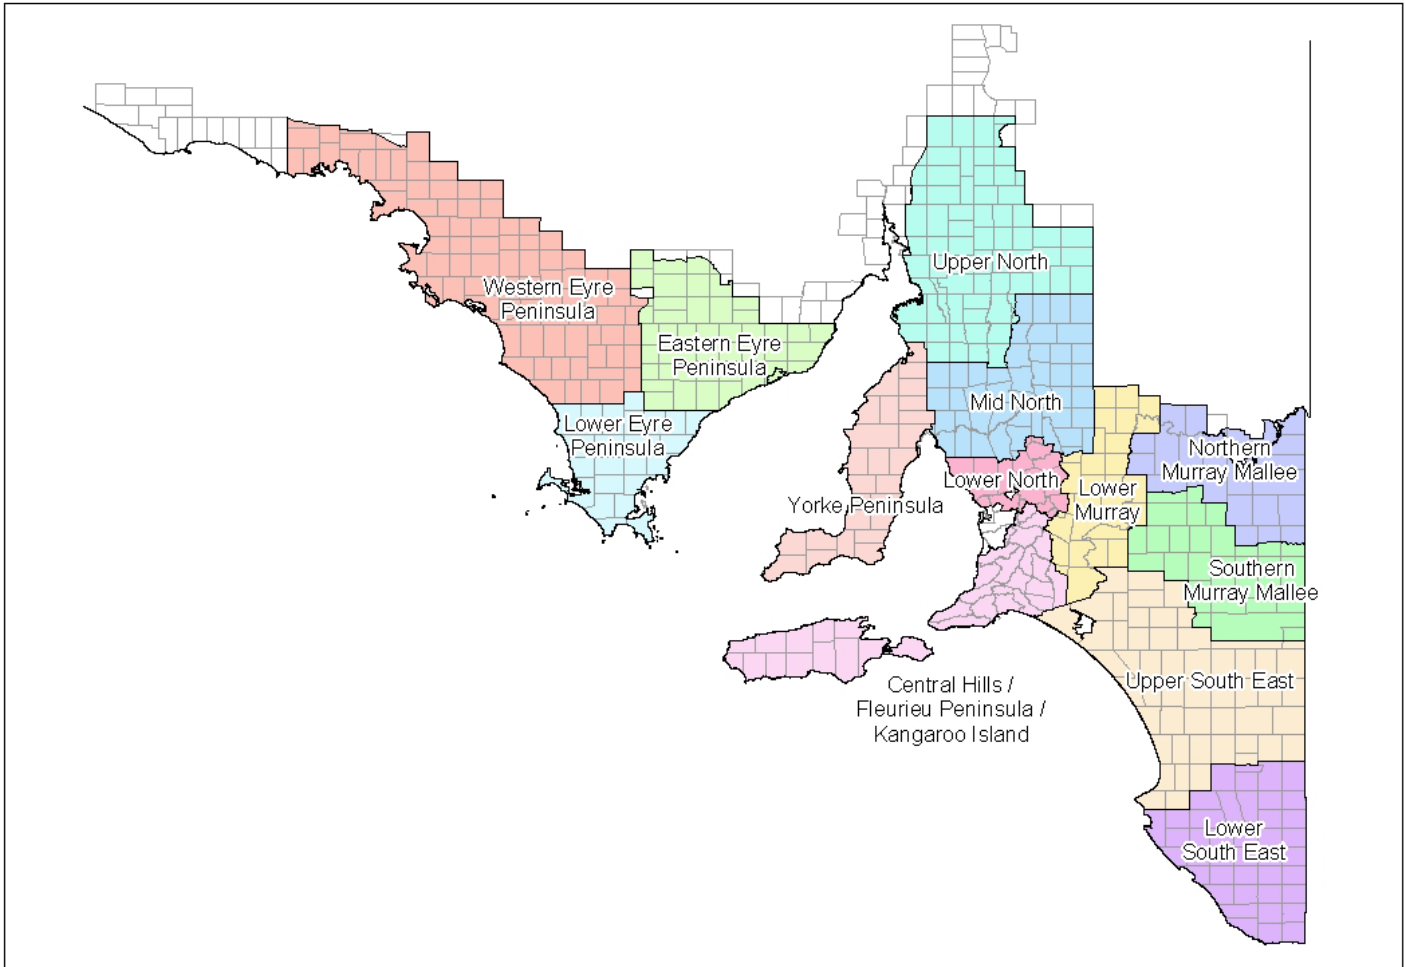 Upper North
Western Eyre
Peninsula
Eastern Eyre
Peninsula
Mid North
Lower Eyre
Peninsula
Northern
Murray Mallee
Lower North
Lower
Murray
Yorke Peninsula
Southern
Murray Mallee
Upper South East
Central Hills /
Fleurieu Peninsula /
Kangaroo Island
Lower
South East